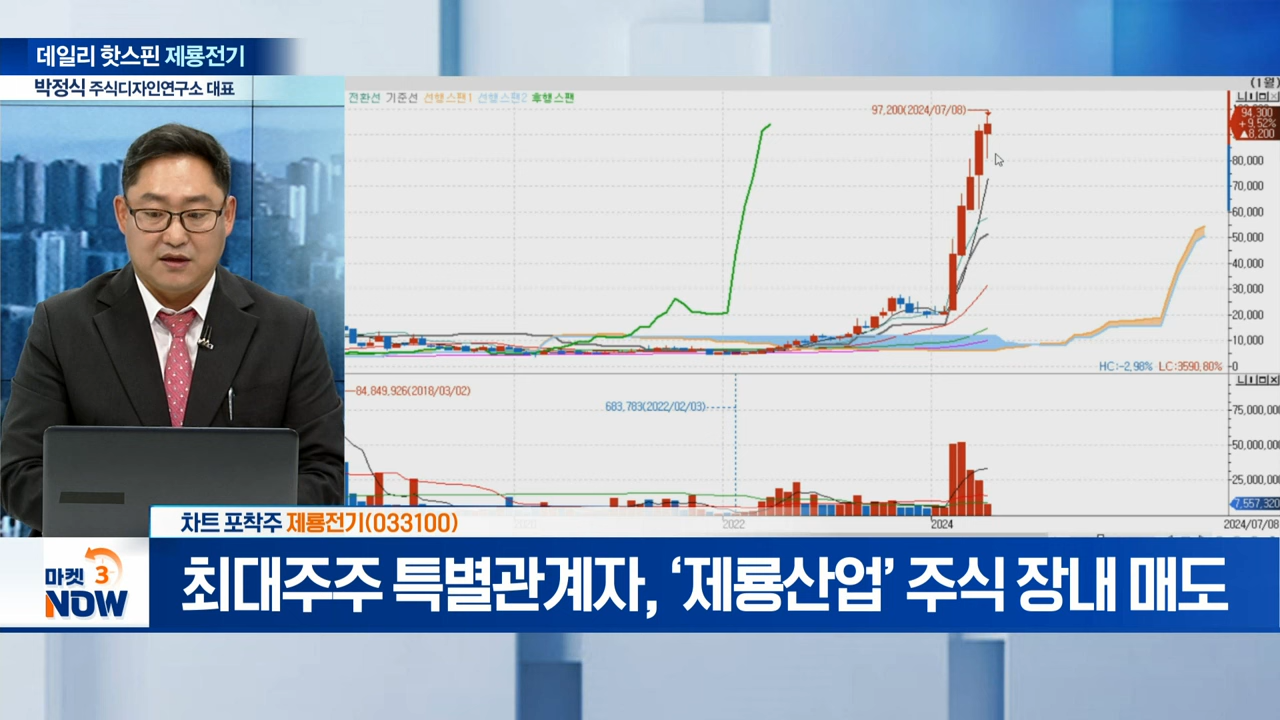 데일리 핫스핀 제룡전기
박정식 주식디자인연구소 대표
(1월)
전환선 기준선 선행스팬1 선행스팬2 후행스팬
97,200(2024/07/08)
94,300
+9.52%
▲8,200
80,000
70,000
60,000
50,000
40,000
30,000
20,000
10,000
0
HC:-2.98% LC:3590.80%
84,849,926(2018/03/02)
683,783(2022/02/03)
75,000,000
50,000,000
25,000,000
7,557,320
2022
2024
2024/07/08
차트 포착주 제룡전기(033100)
마켓 3
NOW
최대주주 특별관계자, ‘제룡산업’ 주식 장내 매도